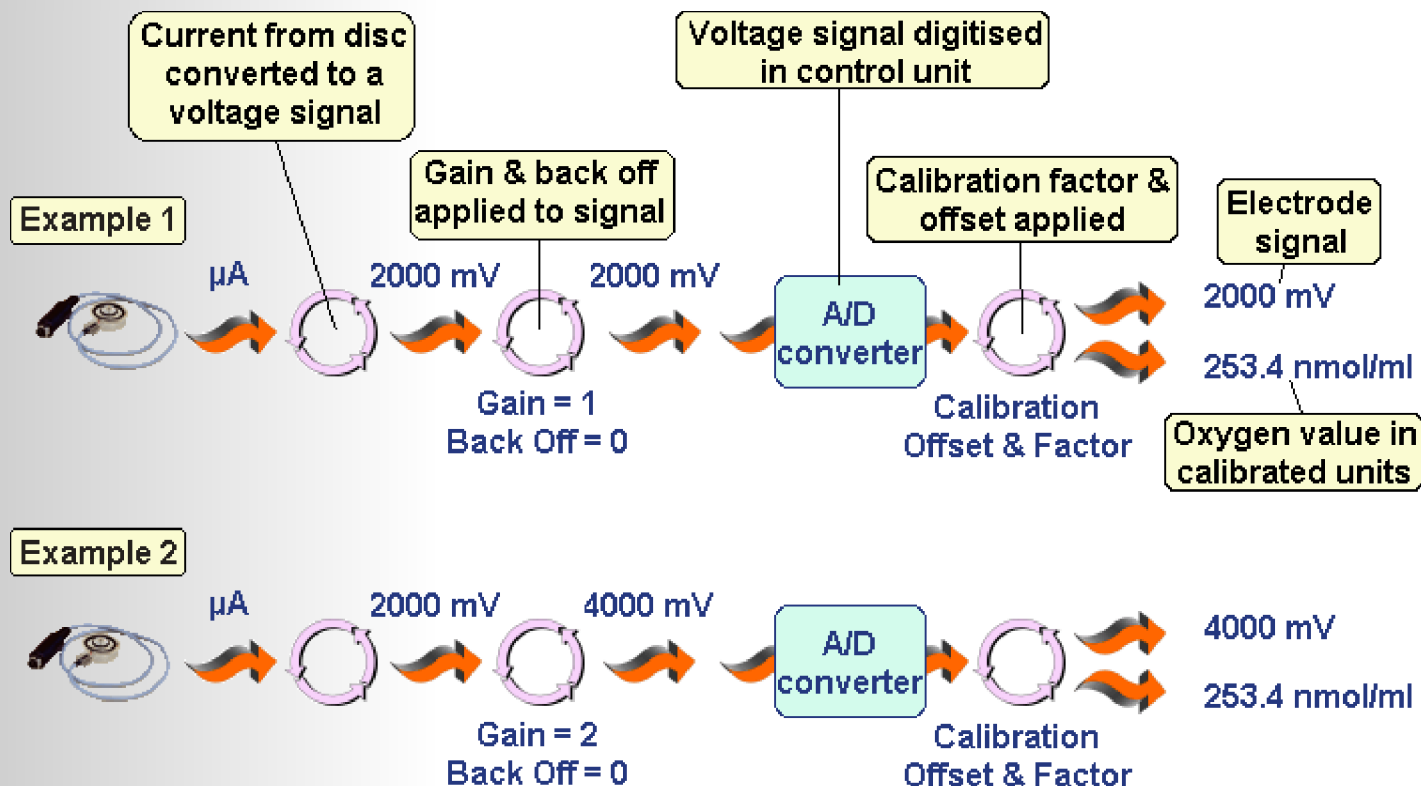 Current from disc
converted to a
voltage signal
Voltage signal digitised
in control unit
Gain & back off
applied to signal
Calibration factor &
offset applied
Electrode
signal
Example 1
µA
2000 mV
2000 mV
A/D
converter
2000 mV
253.4 nmol/ml
Gain = 1
Back Off = 0
Calibration
Offset & Factor
Oxygen value in
calibrated units
Example 2
µA
2000 mV
4000 mV
A/D
converter
4000 mV
253.4 nmol/ml
Gain = 2
Back Off = 0
Calibration
Offset & Factor